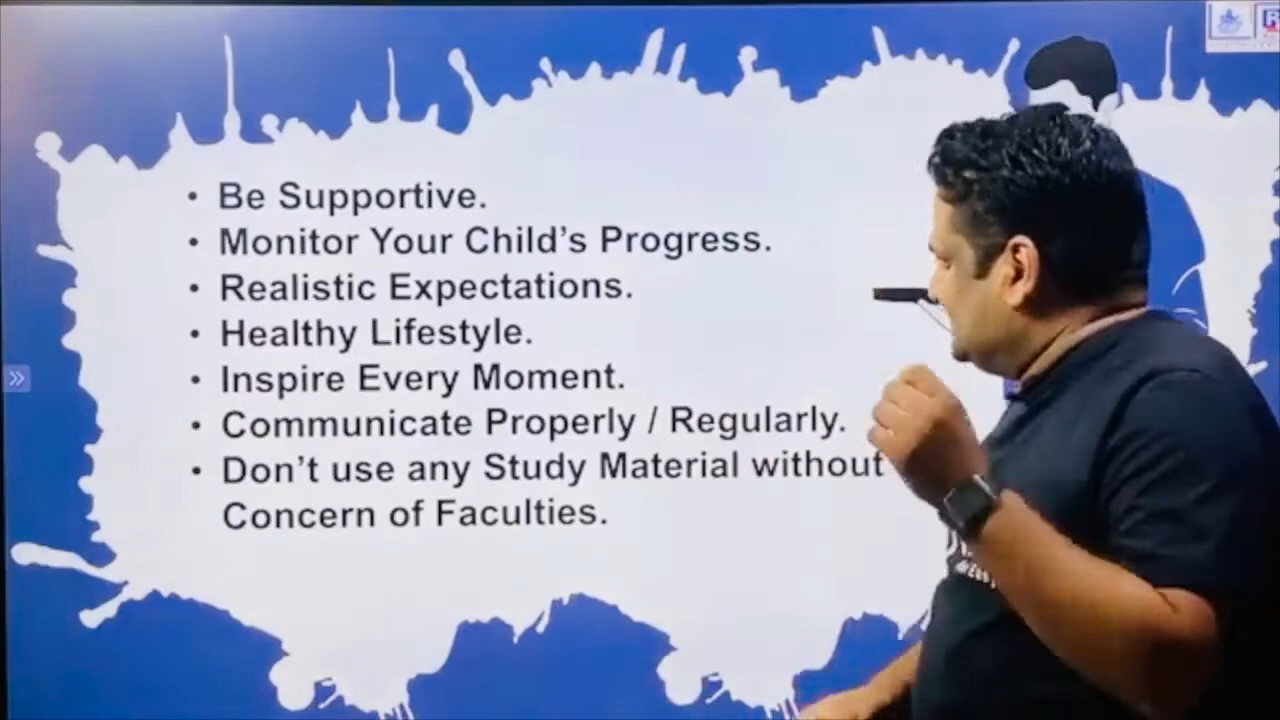 • Be Supportive.
• Monitor Your Child's Progress.
• Realistic Expectations.
• Healthy Lifestyle.
• Inspire Every Moment.
• Communicate Properly / Regularly.
• Don't use any Study Material without
Concern of Faculties.